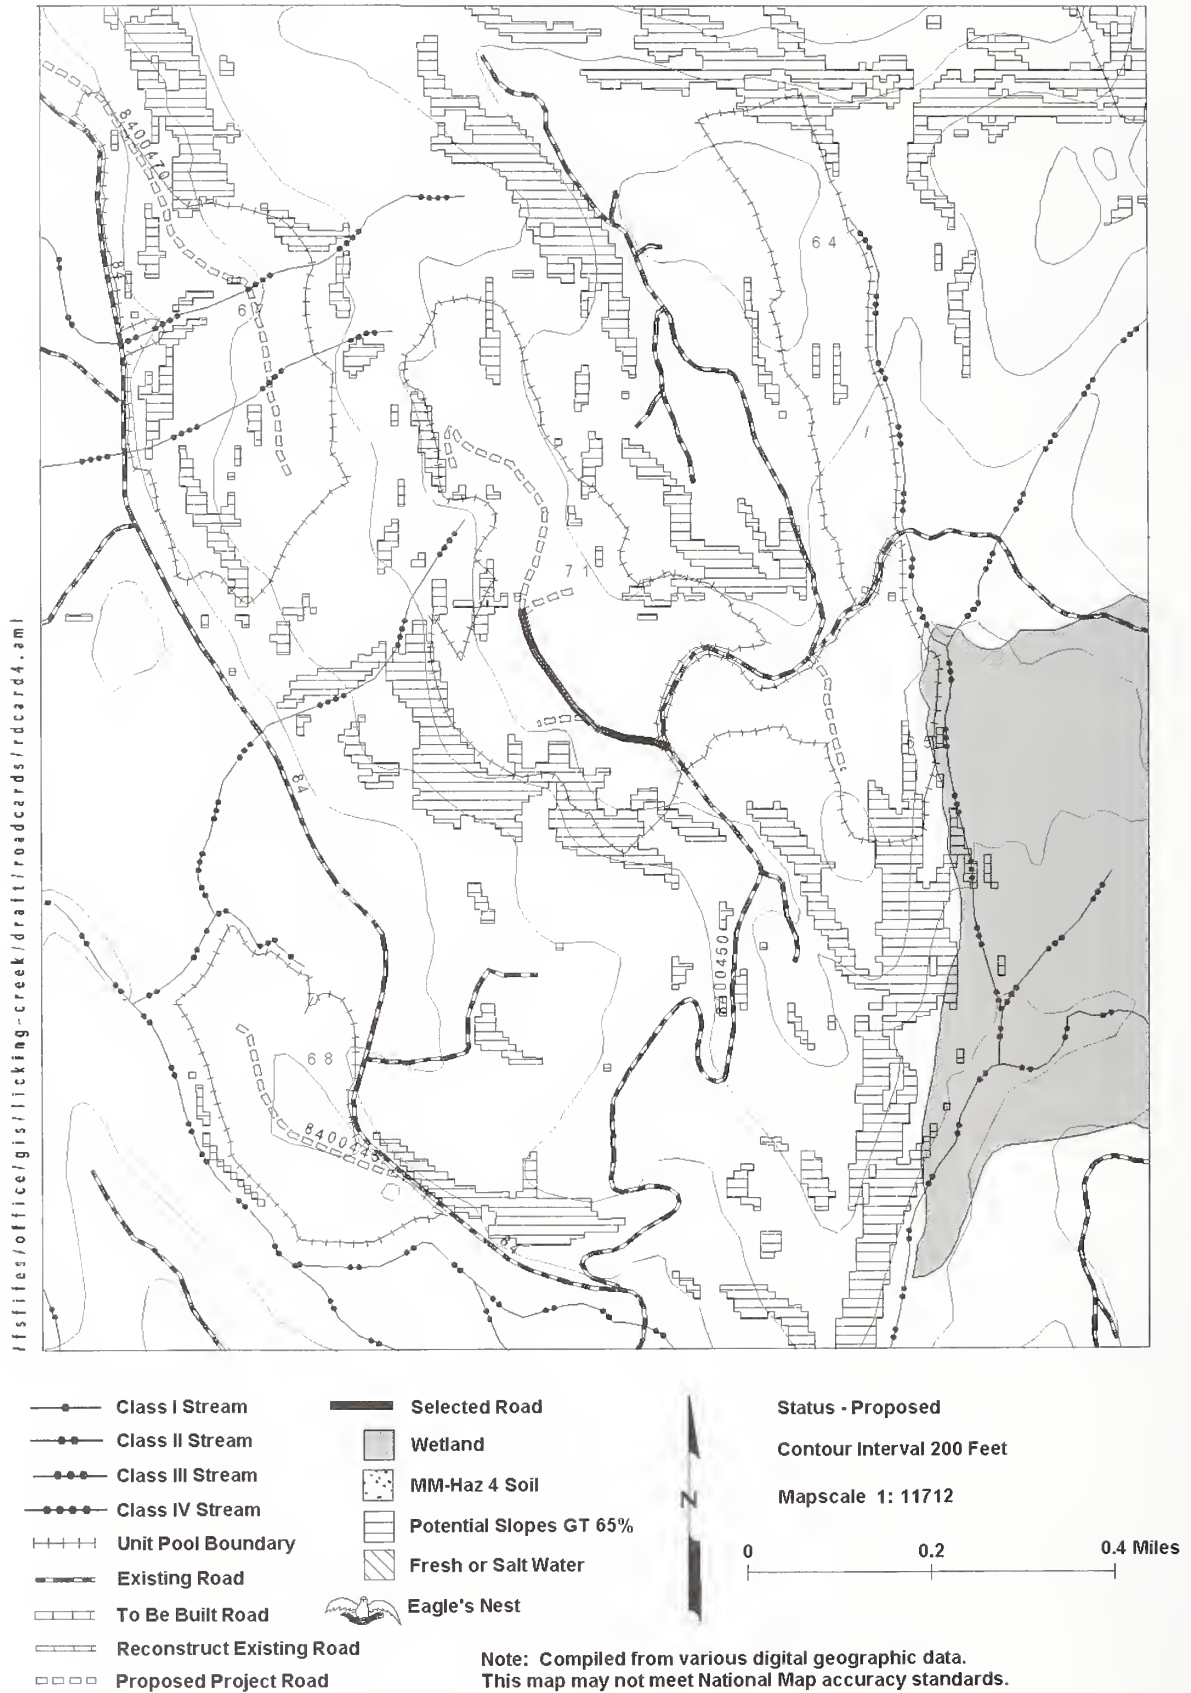 /fsfiles/office/gis/licking-creek/draft/roadcards/rdcard4.aml
8400470
84
64
67
71
84
8400450
68
8400445
84
Class I Stream
Class II Stream
Class III Stream
Class IV Stream
Unit Pool Boundary
Existing Road
To Be Built Road
Reconstruct Existing Road
Proposed Project Road
Selected Road
Wetland
MM-Haz 4 Soil
Potential Slopes GT 65%
Fresh or Salt Water
Eagle's Nest
N
Status - Proposed
Contour Interval 200 Feet
Mapscale 1: 11712
0 0.2 0.4 Miles
Note: Compiled from various digital geographic data.
This map may not meet National Map accuracy standards.